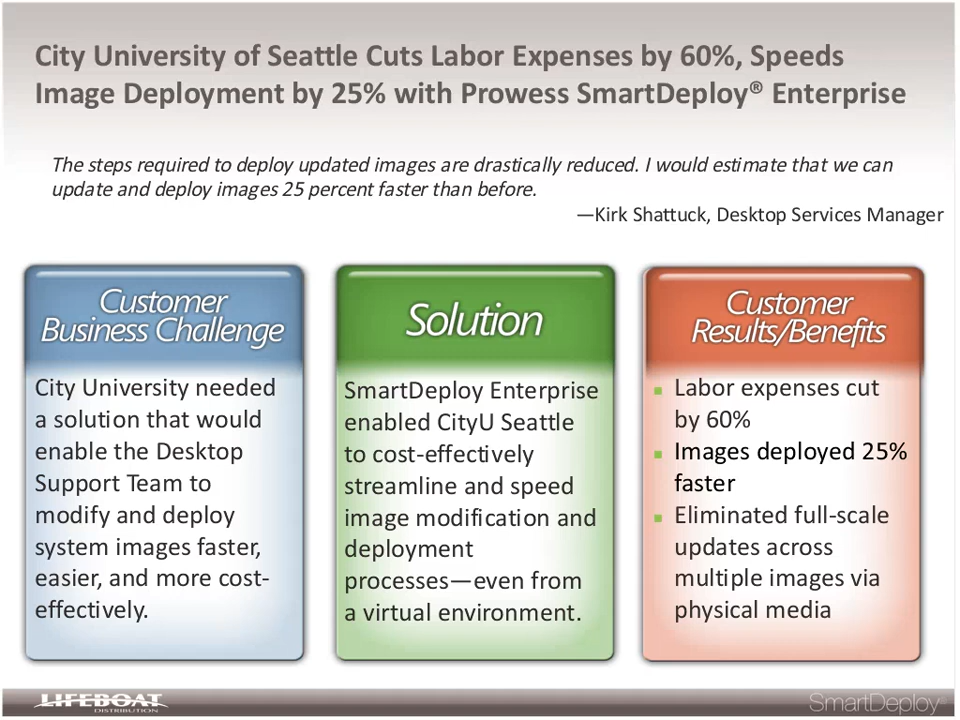 City University of Seattle Cuts Labor Expenses by 60%, Speeds
Image Deployment by 25% with Prowess SmartDeploy® Enterprise
The steps required to deploy updated images are drastically reduced. I would estimate that we can
update and deploy images 25 percent faster than before.
—Kirk Shattuck, Desktop Services Manager
Customer
Business Challenge
City University needed
a solution that would
enable the Desktop
Support Team to
modify and deploy
system images faster,
easier, and more cost-
effectively.
Solution
SmartDeploy Enterprise
enabled CityU Seattle
to cost-effectively
streamline and speed
image modification and
deployment
processes—even from
a virtual environment.
Customer
Results/Benefits
▪ Labor expenses cut
by 60%
▪ Images deployed 25%
faster
▪ Eliminated full-scale
updates across
multiple images via
physical media
LIFEBOAT
DISTRIBUTION
SmartDeploy®